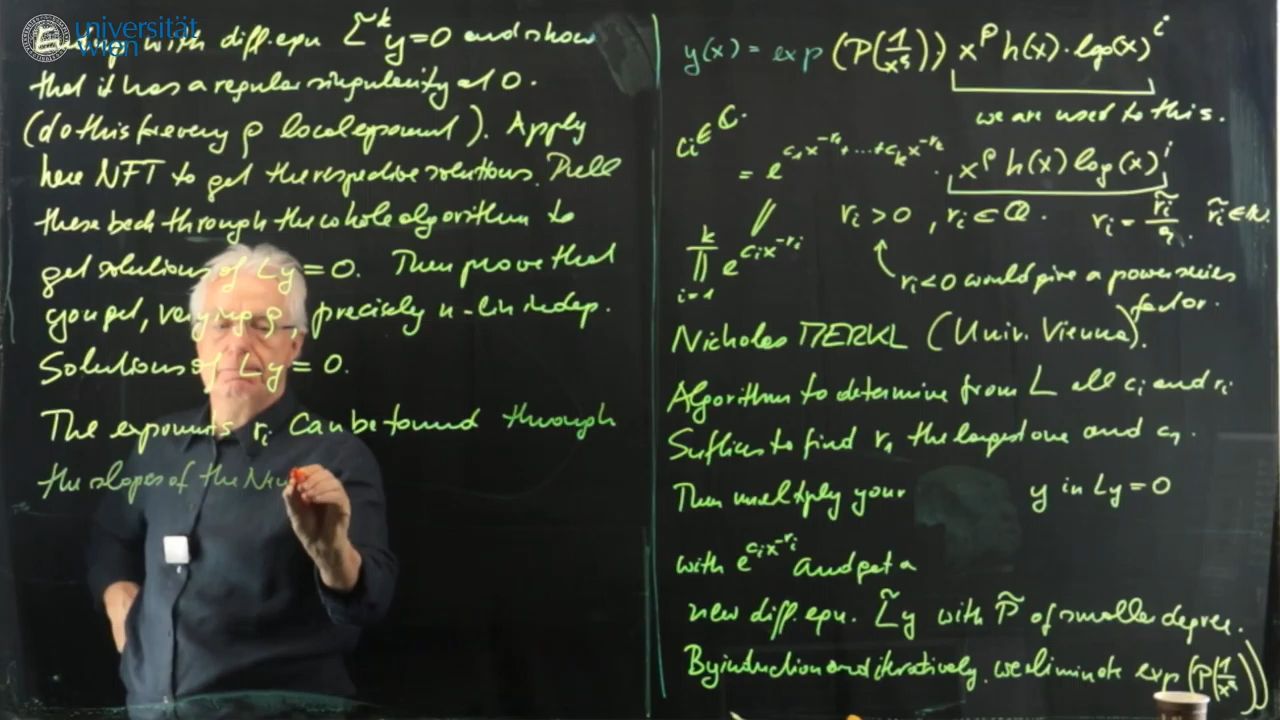 universität
wien
End up with diff. equ. L̃ᵏy=0 and show
that it has a regular singularity at 0.
(do this for every ρ local exponent). Apply
here NFT to get the respective solutions. Pull
these back through the whole algorithm to
get solutions of Ly=0. Then prove that
you get, varying ρ, precisely n-lin indep.
Solutions of Ly=0.
The exponents rᵢ can be found through
the slopes of the New
y(x) = exp (P(1/x^s)) x^ρ h(x)·log(x)^i
we are used to this.
cᵢ ∈ ℂ.
= e^{c₁x^{-r₁}+...+c_k x^{-r_k}} · x^ρ h(x) log(x)^i
∏_{i=1}^k e^{cᵢx^{-rᵢ}}
rᵢ > 0, rᵢ ∈ ℚ. rᵢ = r̃ᵢ/q, r̃ᵢ ∈ ℕ.
rᵢ<0 would give a power series
factor.
Nicholas MERKL (Univ. Vienna).
Algorithm to determine from L all cᵢ and rᵢ
Suffices to find r₁ the largest one and c₁.
Then multiply your y in Ly=0
with e^{cᵢx^{-rᵢ}} and get a
new diff. equ. L̃y with P̃ of smaller degree.
By induction and iteratively, we eliminate exp(P(1/x^q))